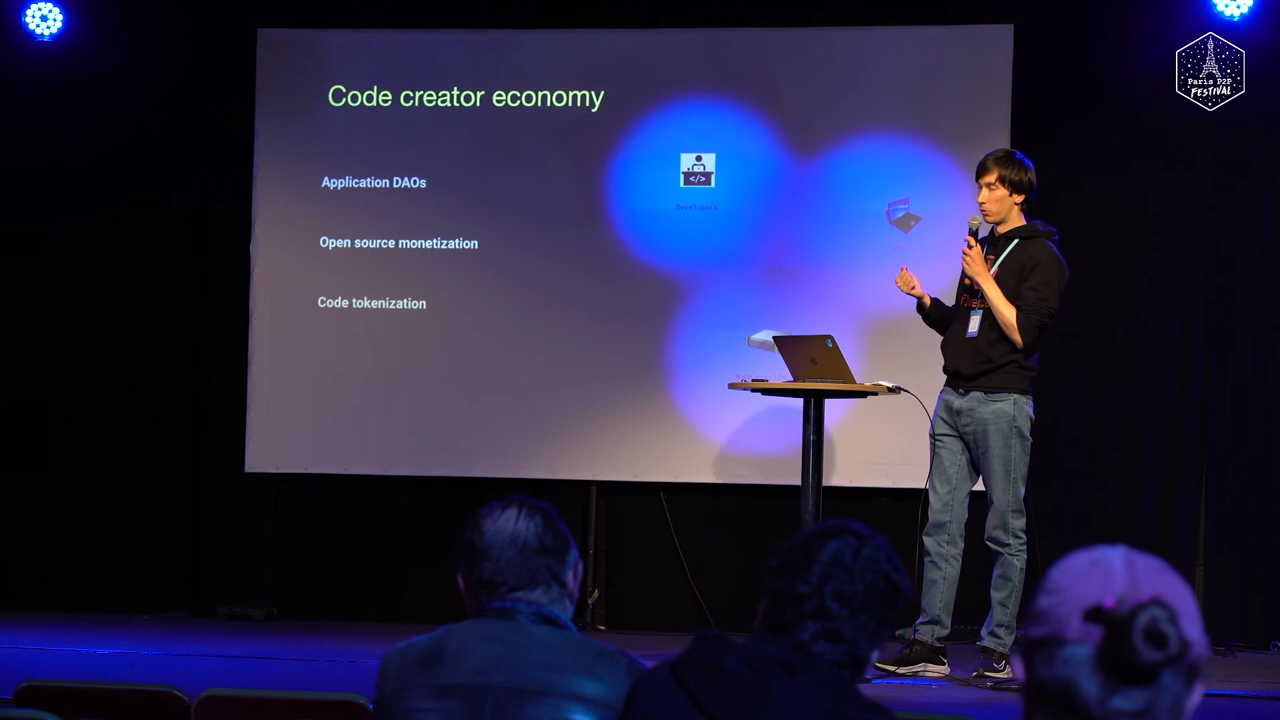 Code creator economy
Application DAOs
Open source monetization
Code tokenization
Developers
</>
Paris P2P
FESTIVAL